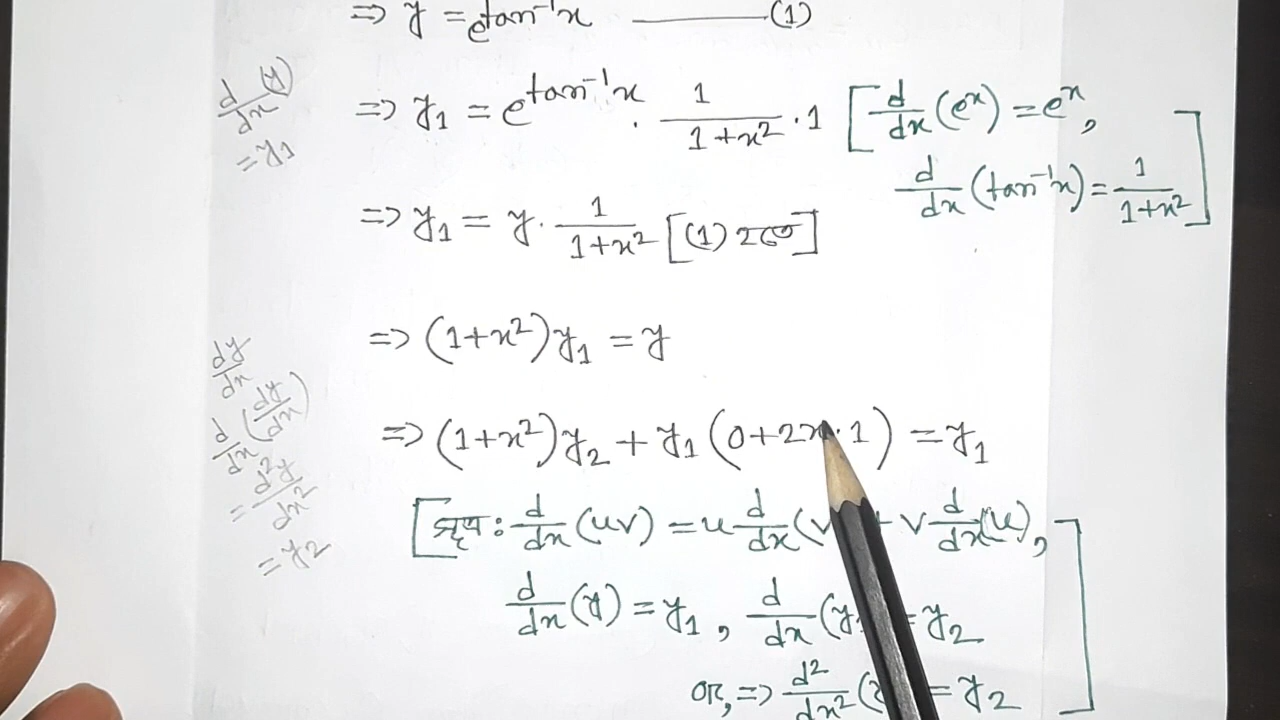 ⇒ y = e^tan⁻¹x ———(1)
d/dx (y) = y₁
⇒ y₁ = e^tan⁻¹x · 1/(1+x²) · 1 [d/dx (eˣ) = eˣ,
d/dx (tan⁻¹x) = 1/(1+x²)]
⇒ y₁ = y · 1/(1+x²) [(1) হতে]
⇒ (1+x²)y₁ = y
dy/dx
d/dx (dy/dx)
= d²y/dx²
= y₂
⇒ (1+x²)y₂ + y₁(0+2x·1) = y₁
[সূত্র: d/dx (uv) = u d/dx (v + v d/dx (u),
d/dx (y) = y₁, d/dx (y₁ = y₂
or, ⇒ d²/dx² ( = y₂]